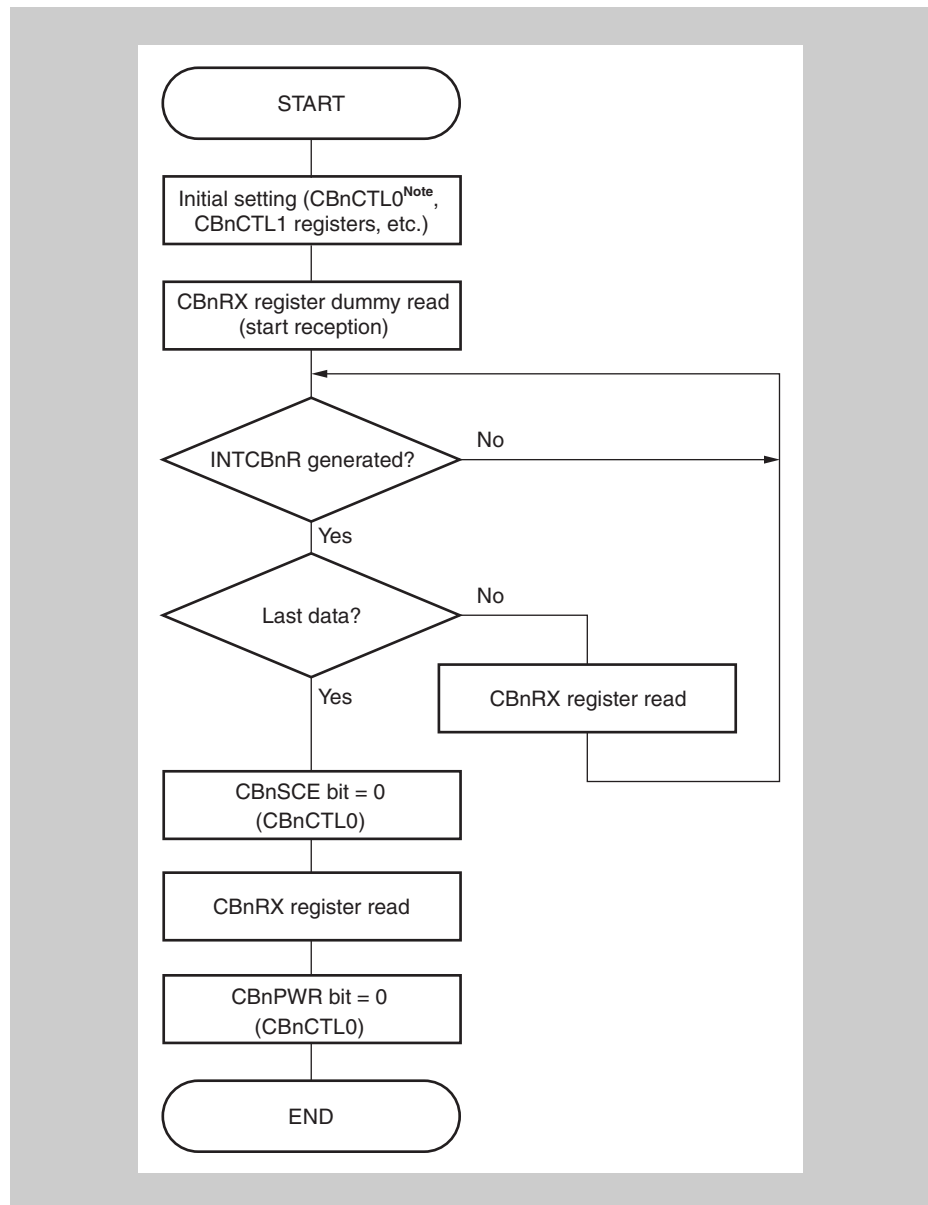 START
Initial setting (CBnCTL0Note,
CBnCTL1 registers, etc.)
CBnRX register dummy read
(start reception)
INTCBnR generated?
No
Yes
Last data?
No
Yes
CBnRX register read
CBnSCE bit = 0
(CBnCTL0)
CBnRX register read
CBnPWR bit = 0
(CBnCTL0)
END